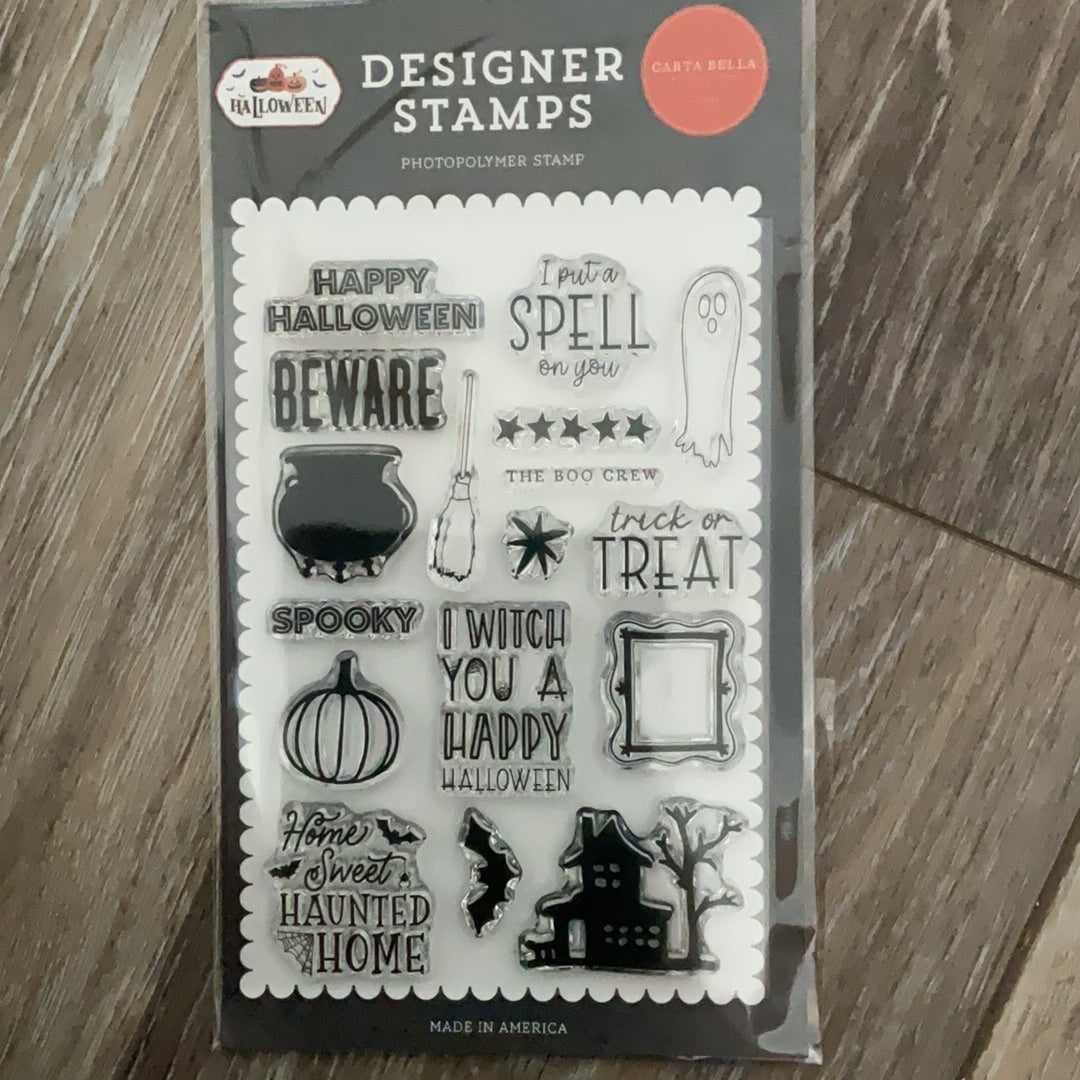 HALLOWEEN
DESIGNER
STAMPS
CARTA BELLA
PHOTOPOLYMER STAMP
HAPPY
HALLOWEEN
I put a
SPELL
on you
BEWARE
THE BOO CREW
trick or
TREAT
SPOOKY
I WITCH
YOU A
HAPPY
HALLOWEEN
Home
Sweet
HAUNTED
HOME
MADE IN AMERICA